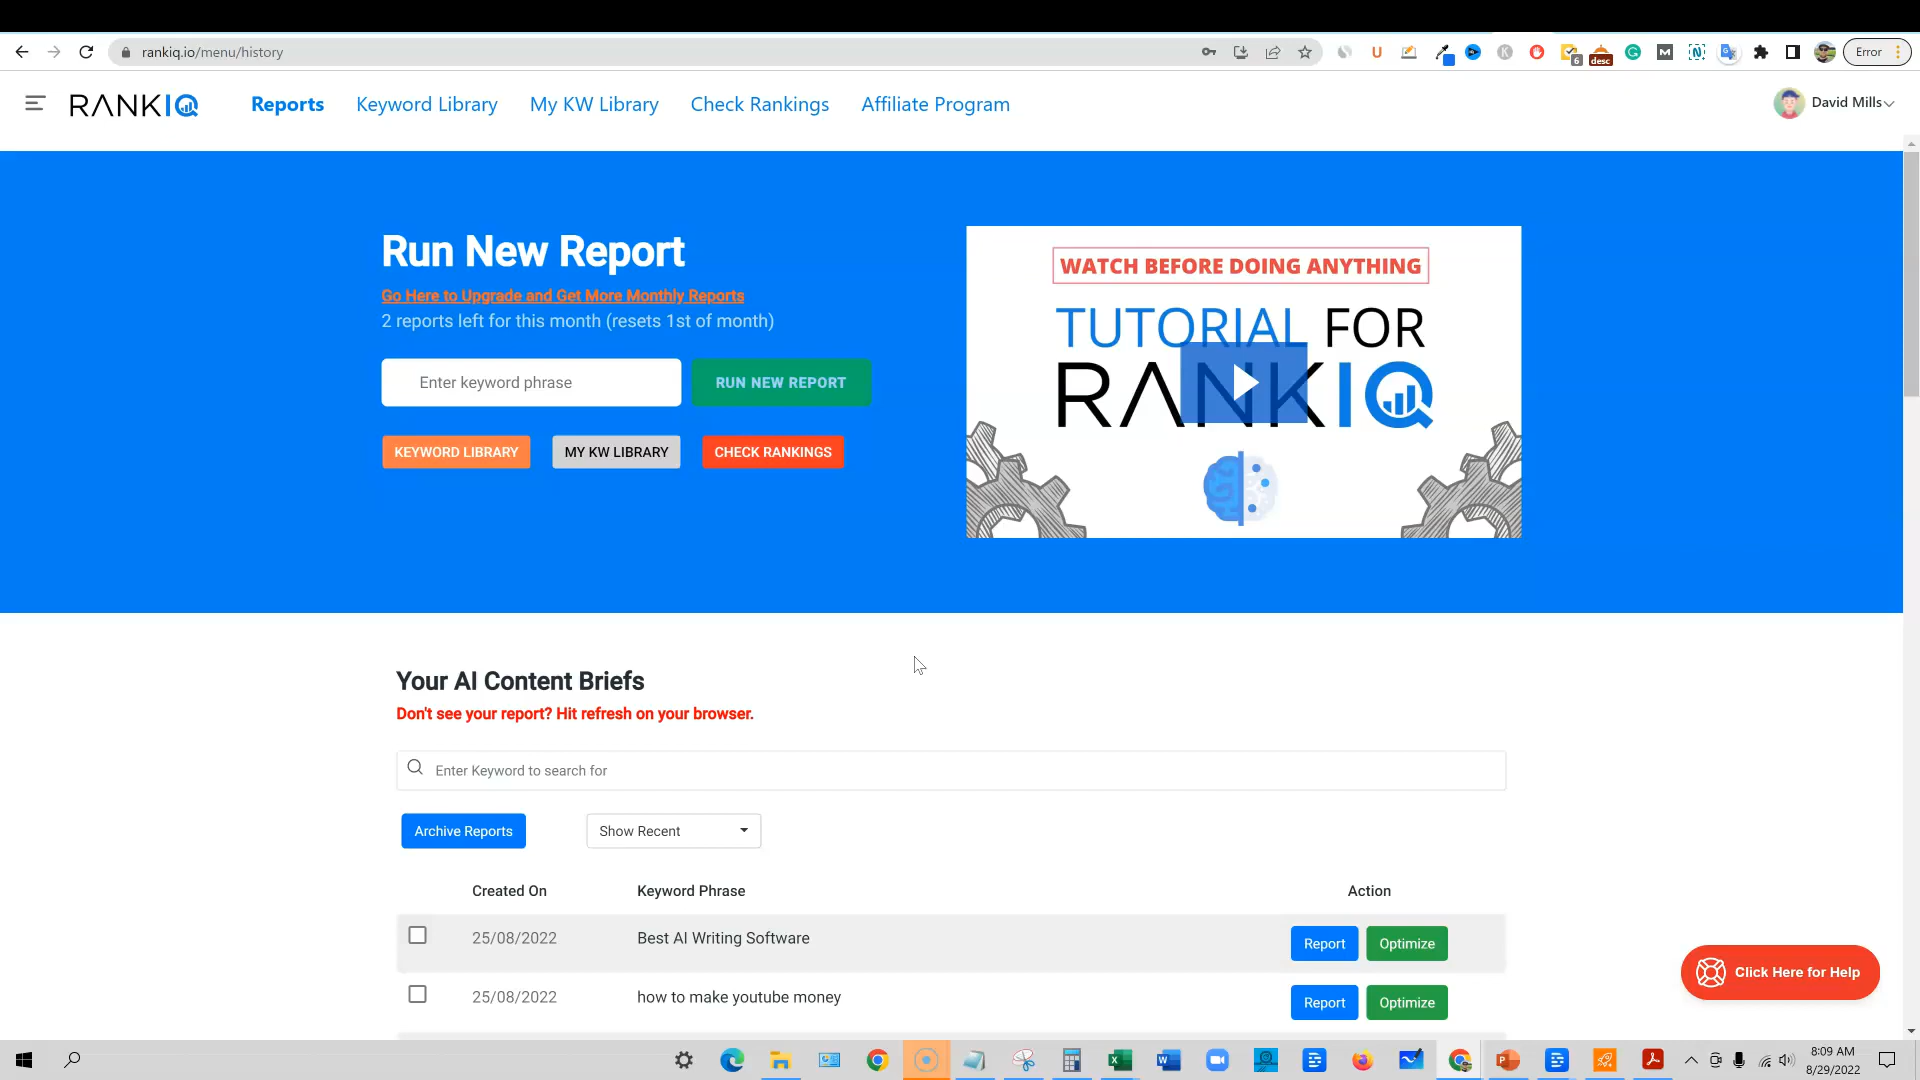 rankiq.io/menu/history
Error
6
desc
RANKIQ
Reports
Keyword Library
My KW Library
Check Rankings
Affiliate Program
David Mills
Run New Report
Go Here to Upgrade and Get More Monthly Reports
2 reports left for this month (resets 1st of month)
Enter keyword phrase
RUN NEW REPORT
KEYWORD LIBRARY
MY KW LIBRARY
CHECK RANKINGS
WATCH BEFORE DOING ANYTHING
TUTORIAL FOR
RANKIQ
Your AI Content Briefs
Don't see your report? Hit refresh on your browser.
Enter Keyword to search for
Archive Reports
Show Recent
Created On
Keyword Phrase
Action
25/08/2022
Best AI Writing Software
Report
Optimize
25/08/2022
how to make youtube money
Report
Optimize
Click Here for Help
8:09 AM
8/29/2022